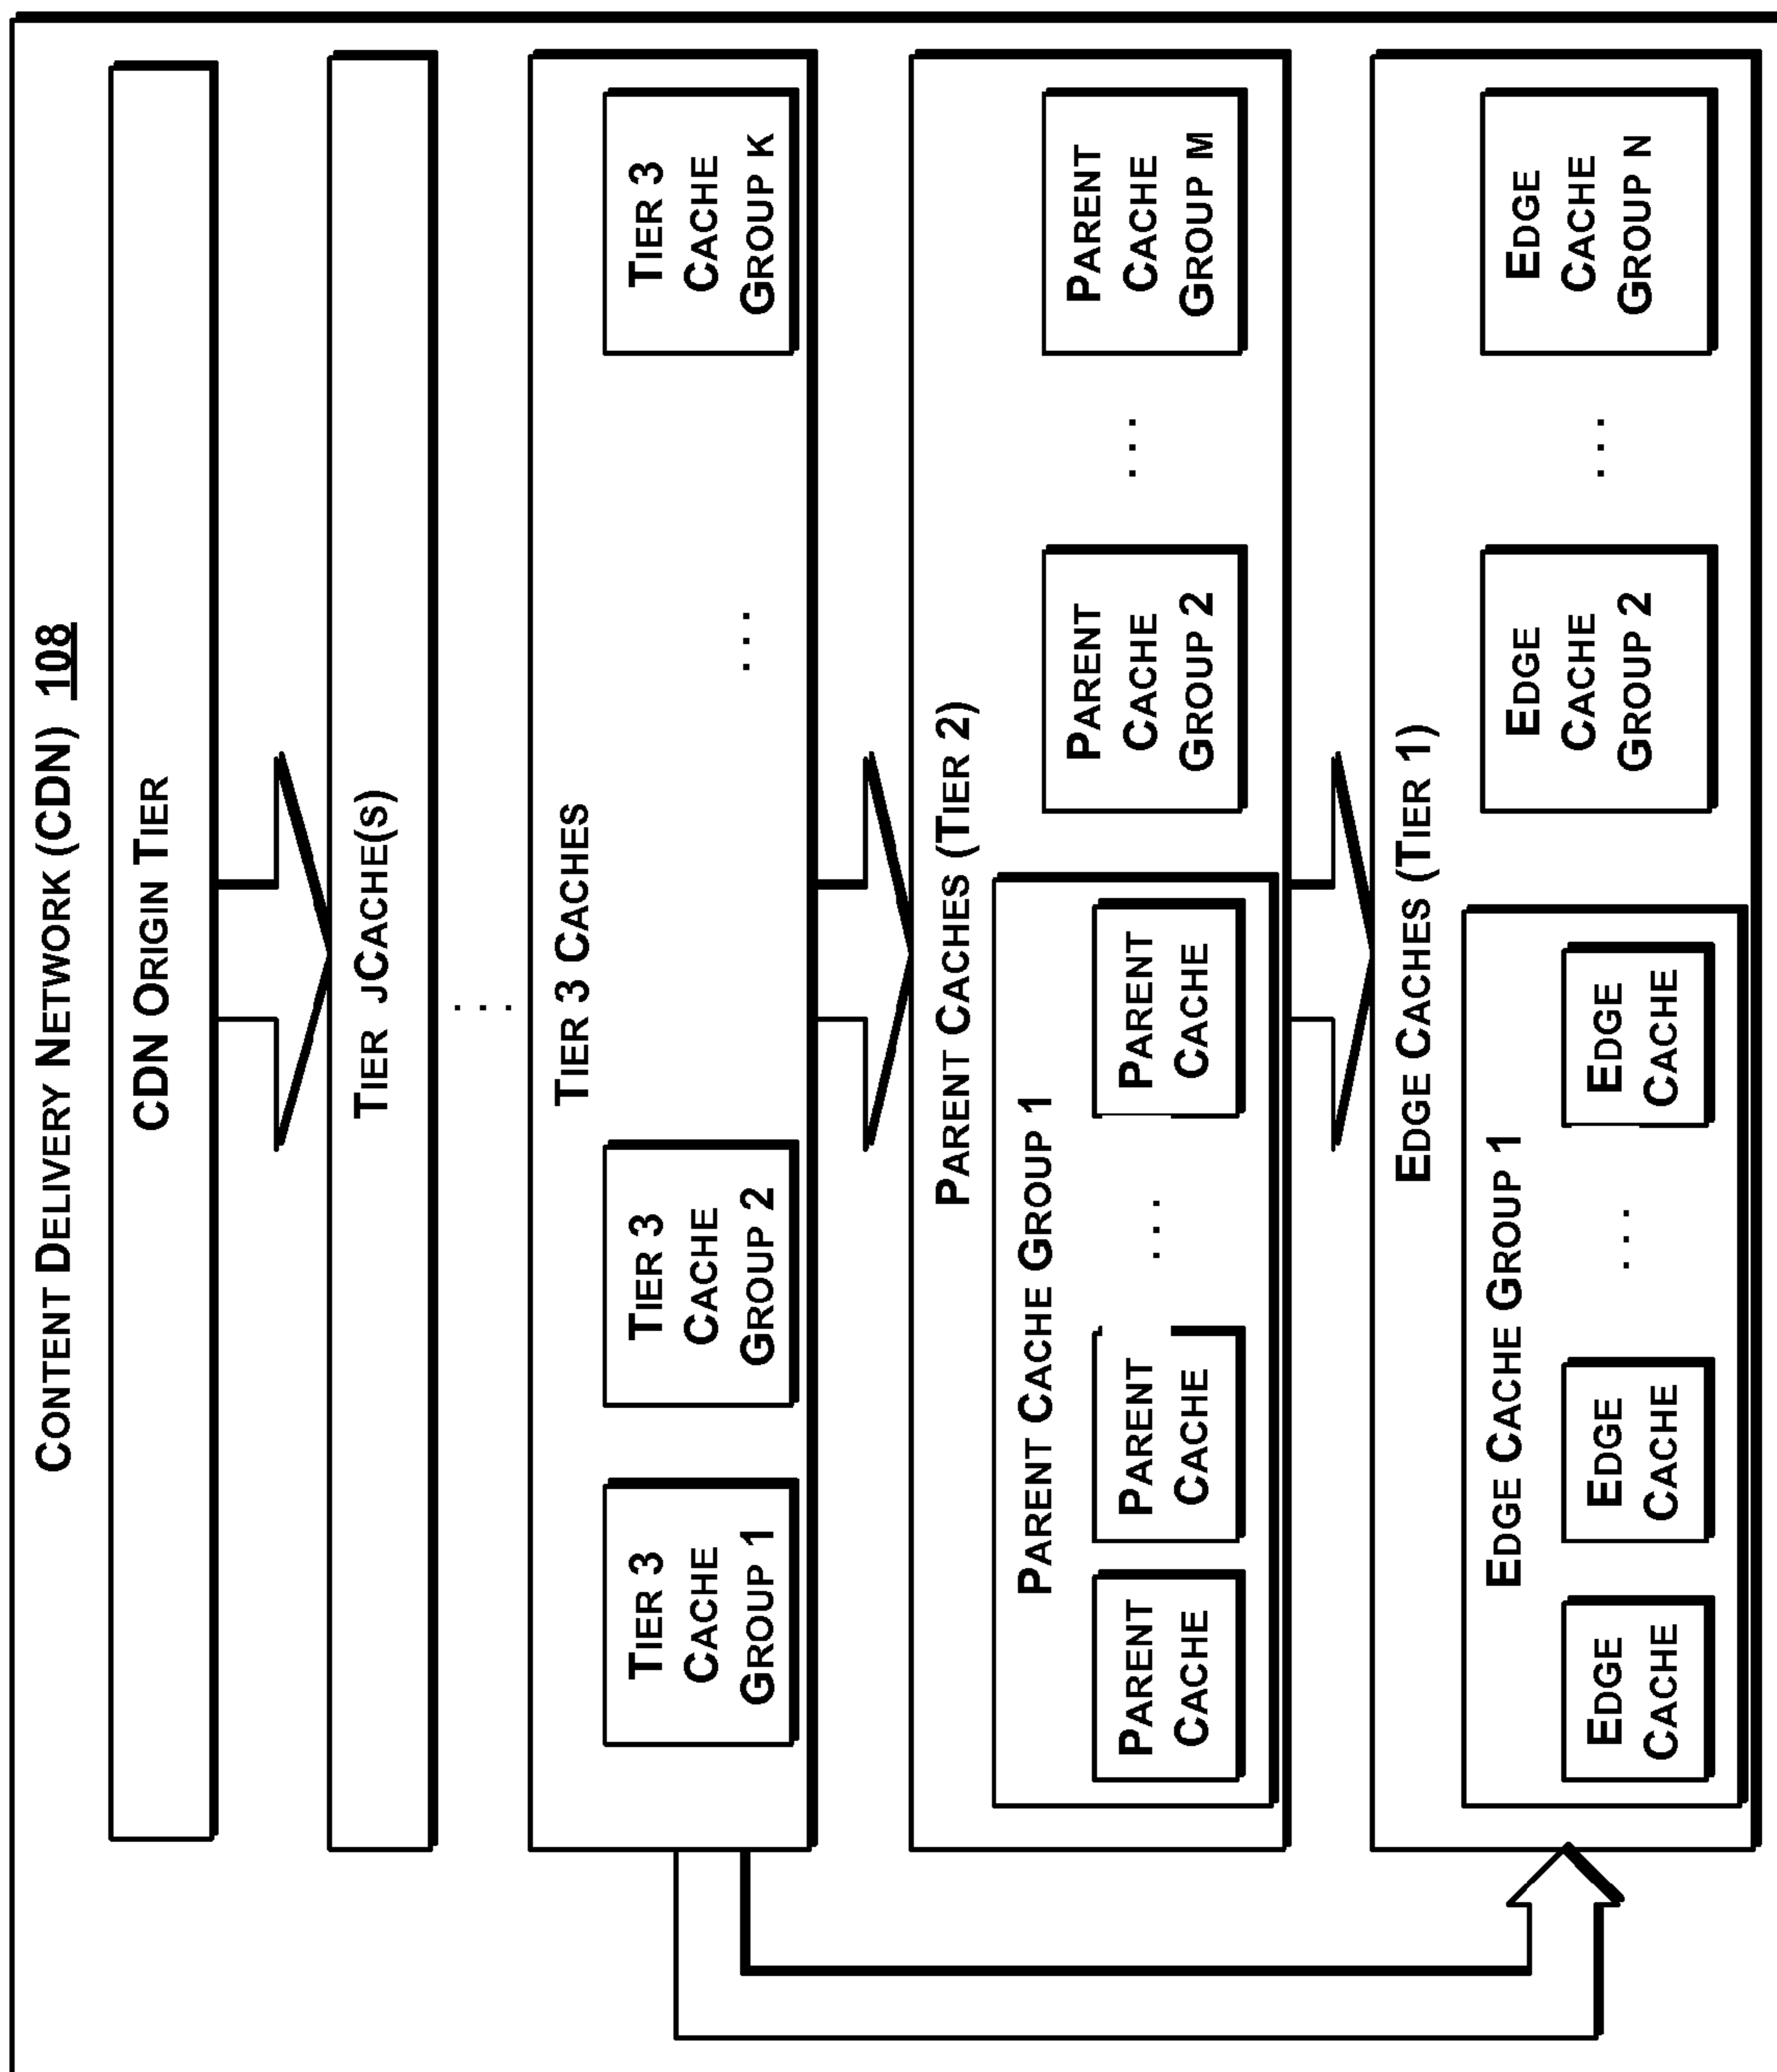 CONTENT DELIVERY NETWORK (CDN) 108
CDN ORIGIN TIER
TIER JCACHE(S)
. . .
TIER 3 CACHES
TIER 3
CACHE
GROUP 1
TIER 3
CACHE
GROUP 2
. . .
TIER 3
CACHE
GROUP K
PARENT CACHES (TIER 2)
PARENT CACHE GROUP 1
PARENT
CACHE
PARENT
CACHE
. . .
PARENT
CACHE
PARENT
CACHE
GROUP 2
. . .
PARENT
CACHE
GROUP M
EDGE CACHES (TIER 1)
EDGE CACHE GROUP 1
EDGE
CACHE
EDGE
CACHE
. . .
EDGE
CACHE
EDGE
CACHE
GROUP 2
. . .
EDGE
CACHE
GROUP N